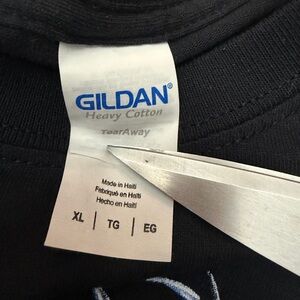 GILDAN®
Heavy Cotton
TearAway
Made in Haiti
Fabriqué en Haïti
Hecho en Haití
XL | TG | EG